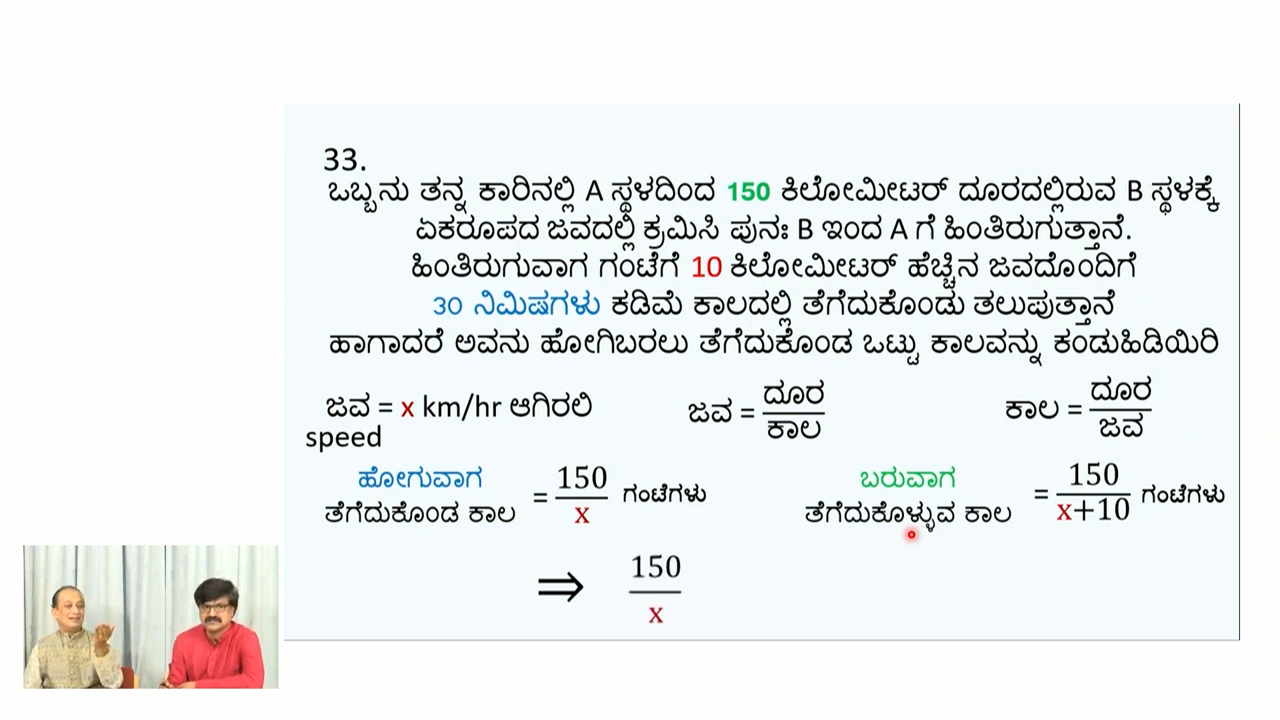 33.
ಒಬ್ಬನು ತನ್ನ ಕಾರಿನಲ್ಲಿ A ಸ್ಥಳದಿಂದ 150 ಕಿಲೋಮೀಟರ್ ದೂರದಲ್ಲಿರುವ B ಸ್ಥಳಕ್ಕೆ
ಏಕರೂಪದ ಜವದಲ್ಲಿ ಕ್ರಮಿಸಿ ಪುನಃ B ಇಂದ A ಗೆ ಹಿಂತಿರುಗುತ್ತಾನೆ.
ಹಿಂತಿರುಗುವಾಗ ಗಂಟೆಗೆ 10 ಕಿಲೋಮೀಟರ್ ಹೆಚ್ಚಿನ ಜವದೊಂದಿಗೆ
30 ನಿಮಿಷಗಳು ಕಡಿಮೆ ಕಾಲದಲ್ಲಿ ತೆಗೆದುಕೊಂಡು ತಲುಪುತ್ತಾನೆ
ಹಾಗಾದರೆ ಅವನು ಹೋಗಿಬರಲು ತೆಗೆದುಕೊಂಡ ಒಟ್ಟು ಕಾಲವನ್ನು ಕಂಡುಹಿಡಿಯಿರಿ
ಜವ = x km/hr ಆಗಿರಲಿ ಜವ = ದೂರ/ಕಾಲ ಕಾಲ = ದೂರ/ಜವ
speed
ಹೋಗುವಾಗ
ತೆಗೆದುಕೊಂಡ ಕಾಲ = 150/x ಗಂಟೆಗಳು
ಬರುವಾಗ
ತೆಗೆದುಕೊಳ್ಳುವ ಕಾಲ = 150/x+10 ಗಂಟೆಗಳು
⇒ 150/x